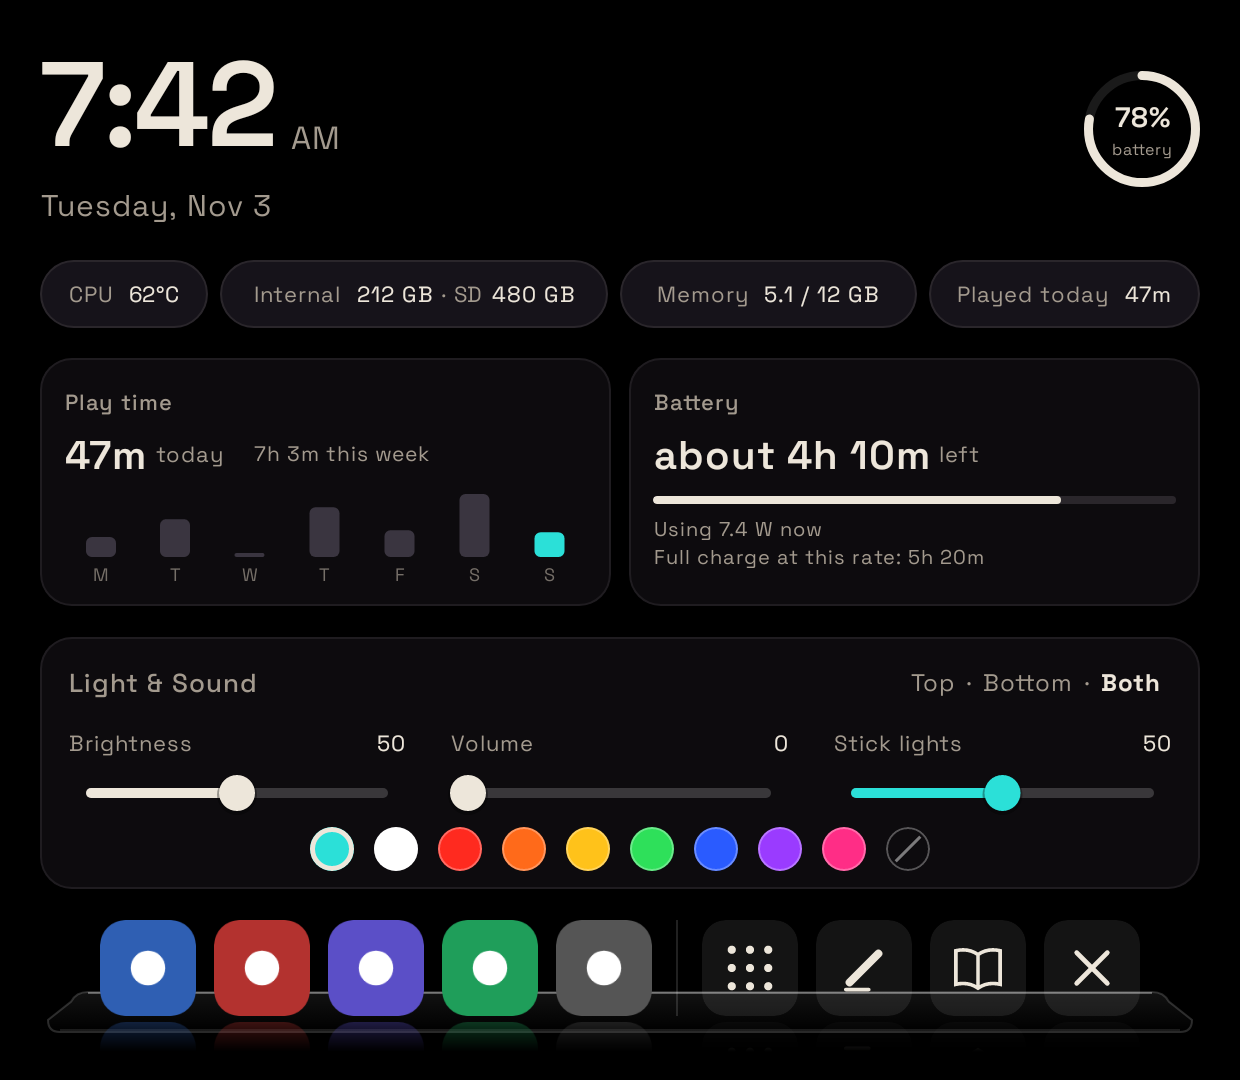 7:42 AM
78%
battery
Tuesday, Nov 3
CPU 62°C
Internal 212 GB · SD 480 GB
Memory 5.1 / 12 GB
Played today 47m
Play time
47m today 7h 3m this week
M T W T F S S
Battery
about 4h 10m left
Using 7.4 W now
Full charge at this rate: 5h 20m
Light & Sound
Top · Bottom · Both
Brightness 50
Volume 0
Stick lights 50